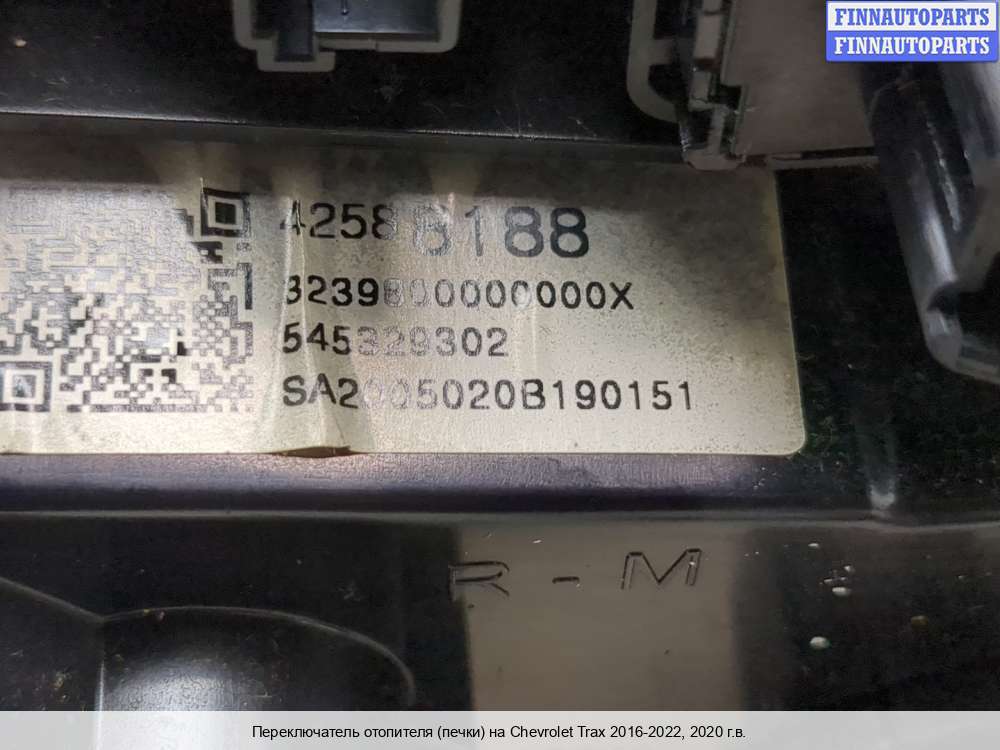 FINNAUTOPARTS
FINNAUTOPARTS
42586188
3239800000000X
545329302
SA2005020B190151
R - M
Переключатель отопителя (печки) на Chevrolet Trax 2016-2022, 2020 г.в.